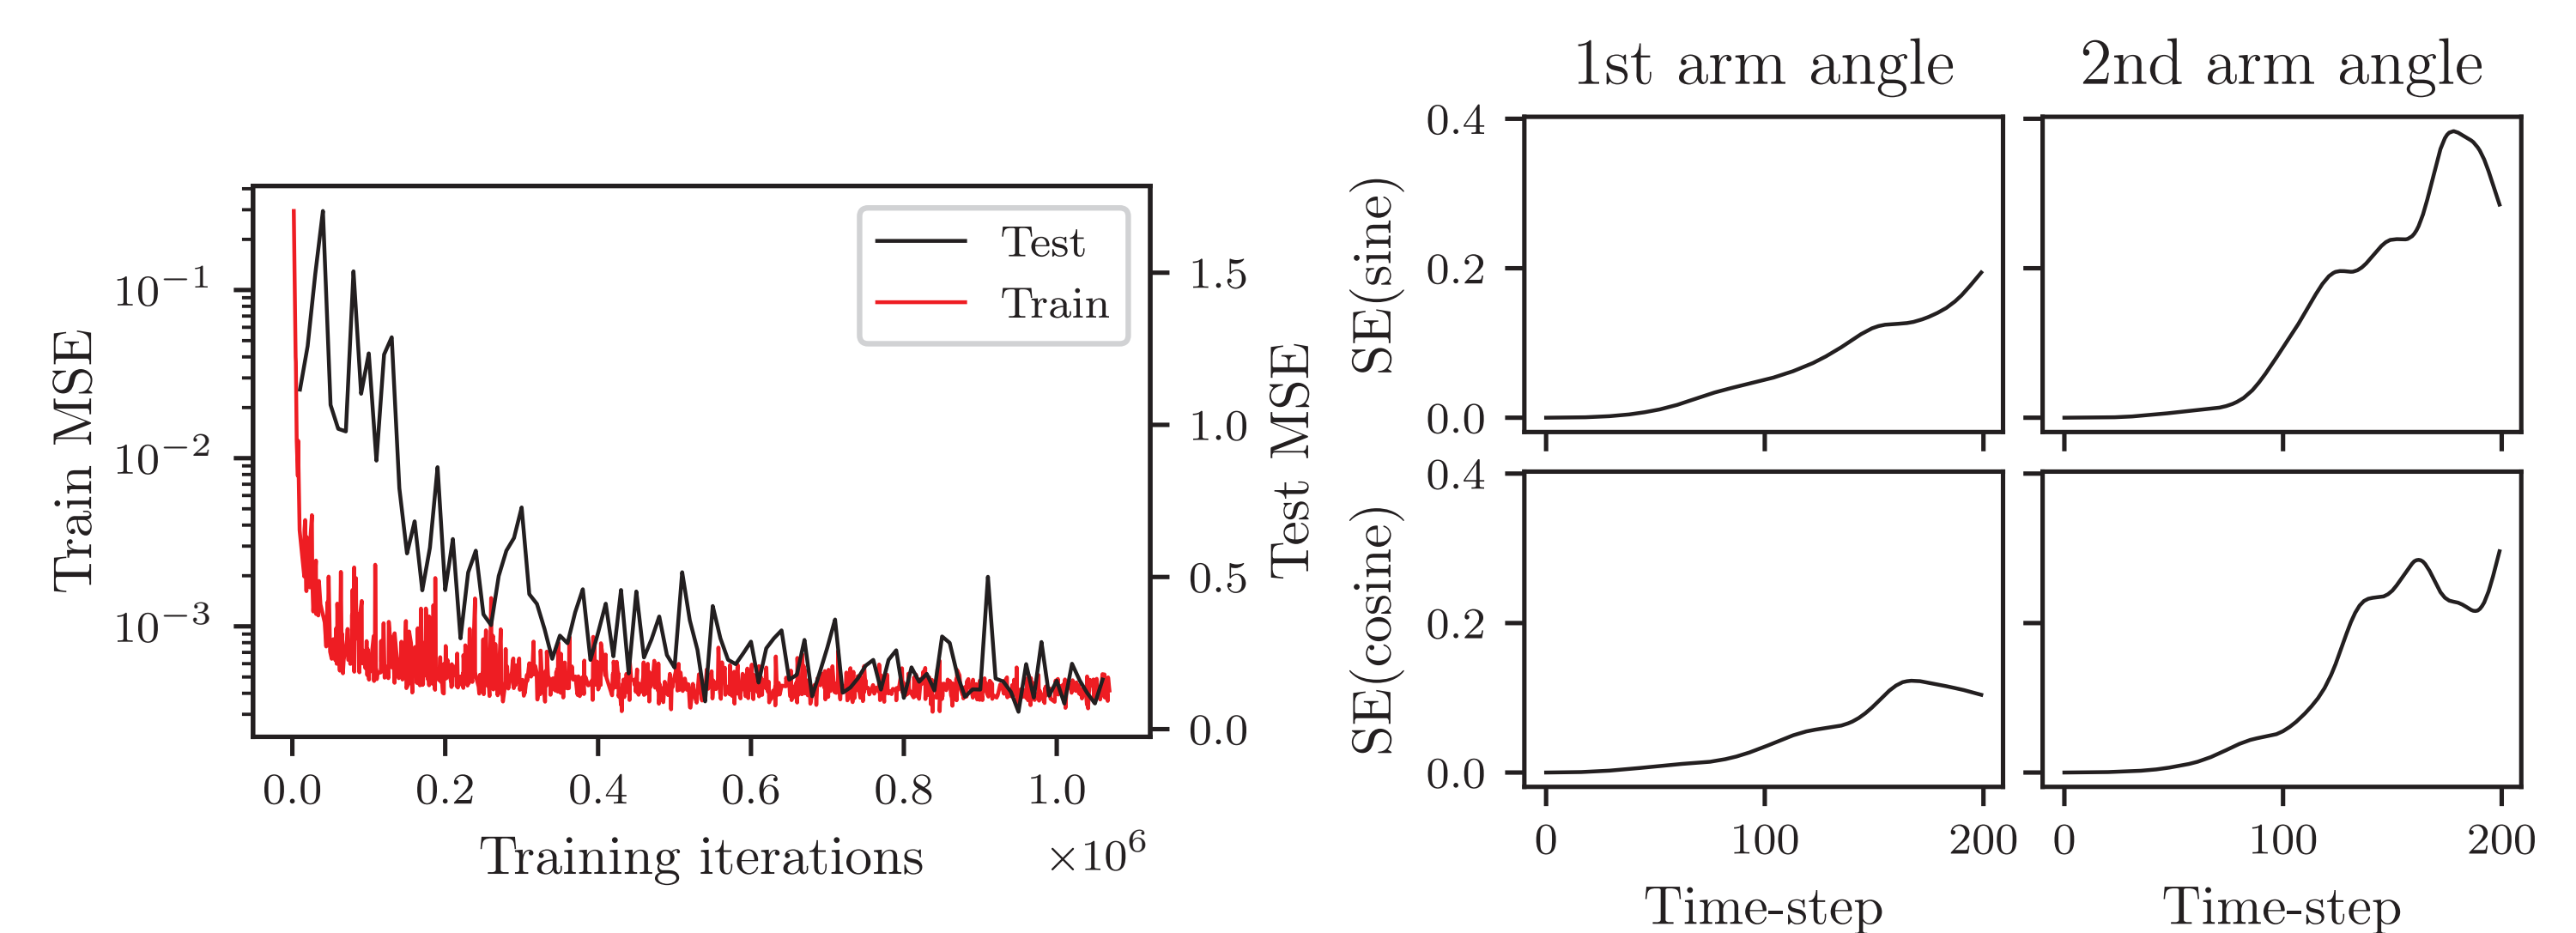 10⁻¹
10⁻²
10⁻³
Train MSE
Test
Train
1.5
1.0
0.5
0.0
Test MSE
0.0 0.2 0.4 0.6 0.8 1.0
Training iterations ×10⁶
1st arm angle 2nd arm angle
0.4
0.2
0.0
SE(sine)
0.4
0.2
0.0
SE(cosine)
0 100 200 0 100 200
Time-step Time-step